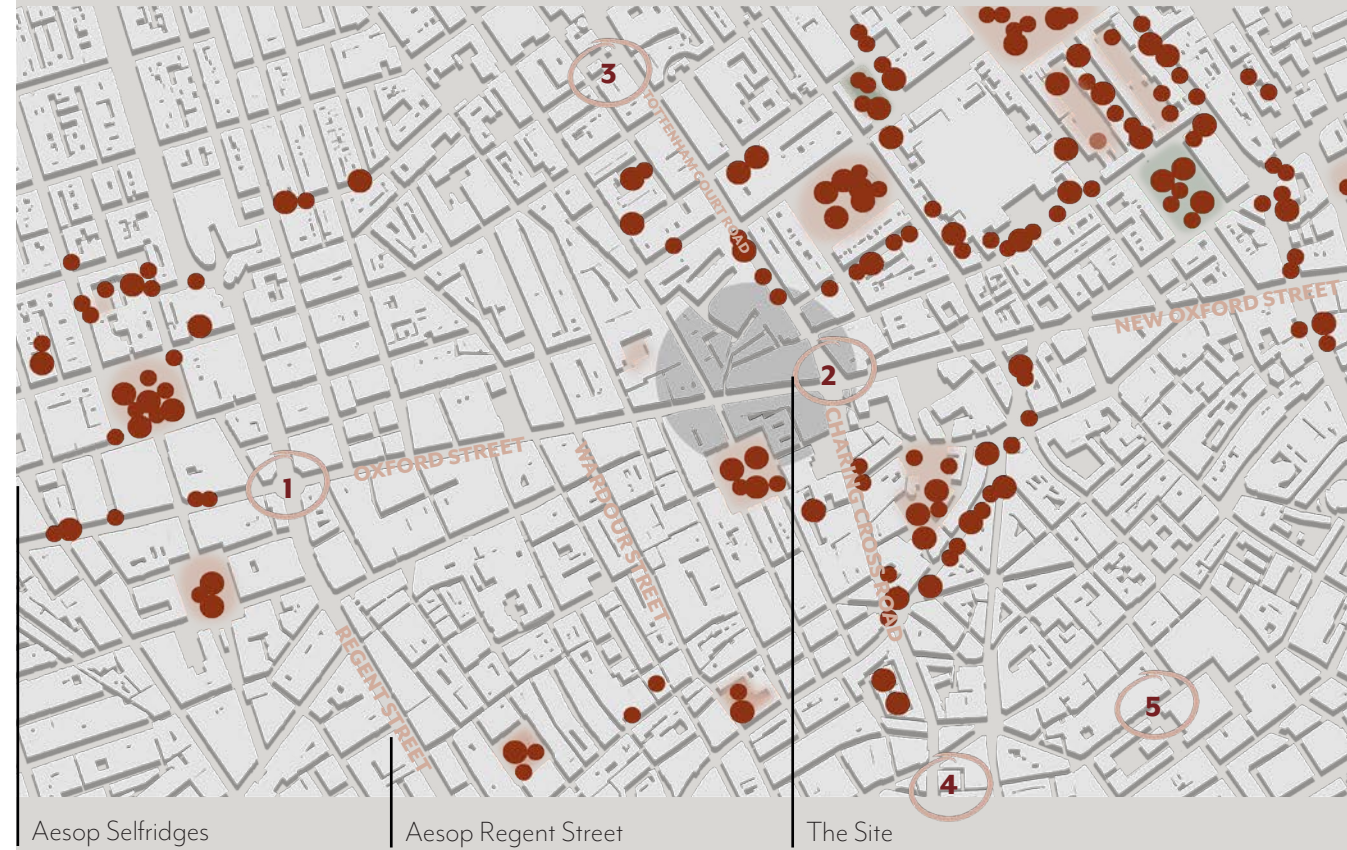 3
TOTTENHAM COURT ROAD
NEW OXFORD STREET
2
OXFORD STREET
1
WARDOUR STREET
CHARING CROSS ROAD
REGENT STREET
5
4
Aesop Selfridges
Aesop Regent Street
The Site